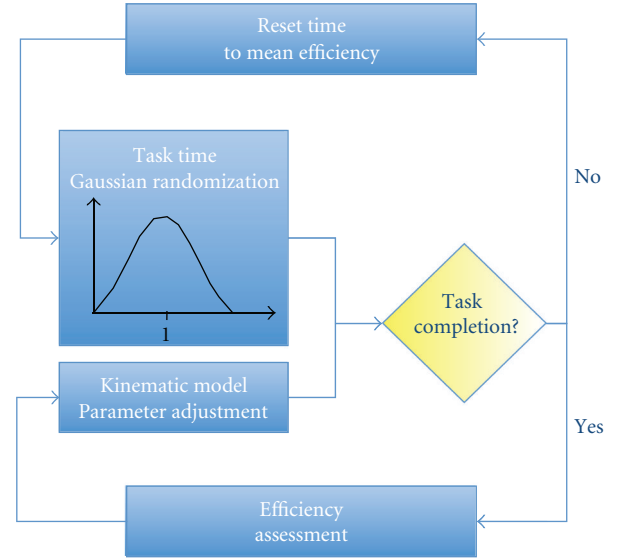 Reset time
to mean efficiency
Task time
Gaussian randomization
1
No
Task
completion?
Kinematic model
Parameter adjustment
Yes
Efficiency
assessment